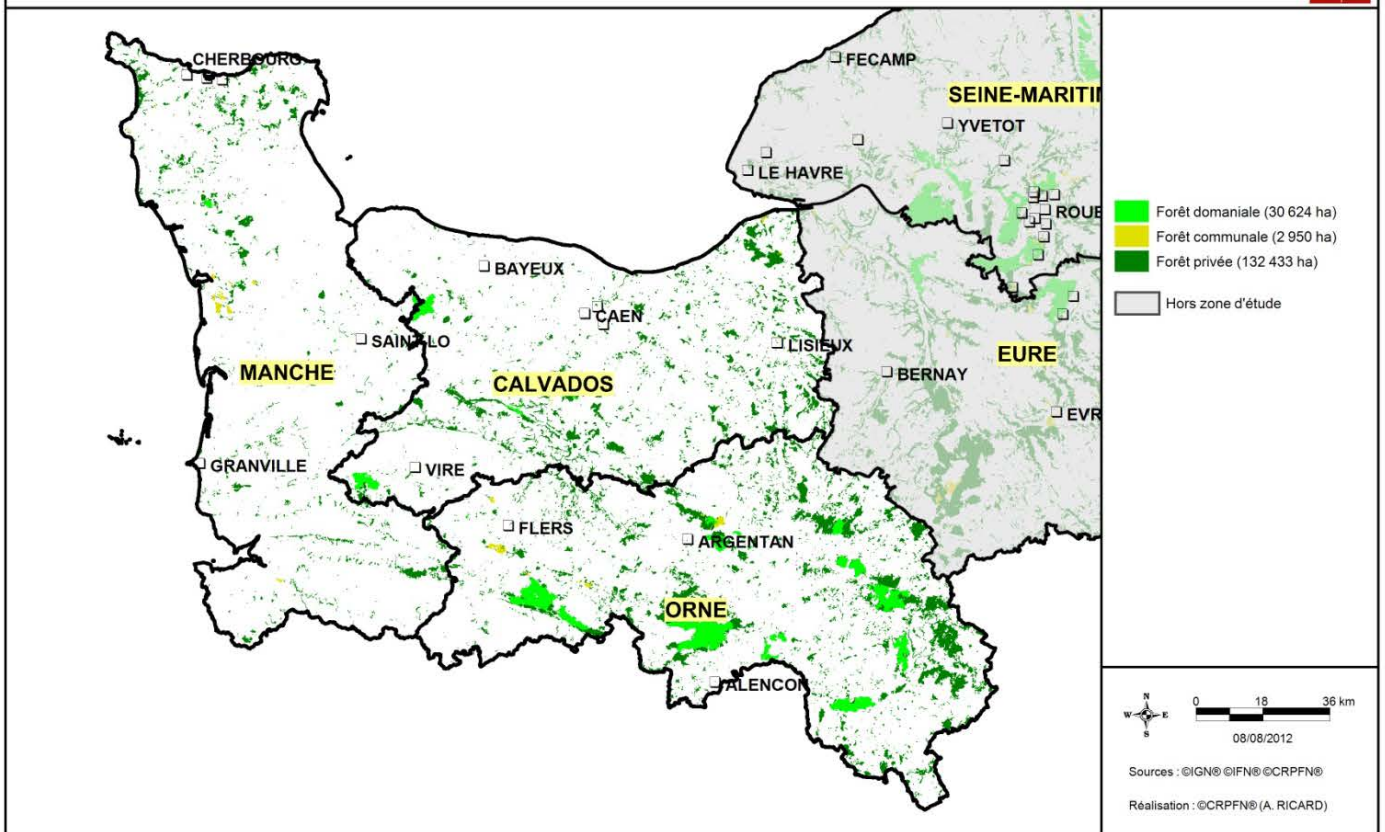 CHERBOURG
FECAMP
SEINE-MARITI
YVETOT
LE HAVRE
ROUE
BAYEUX
CAEN
SAINT-LO
LISIEUX
MANCHE
CALVADOS
EURE
BERNAY
EVR
GRANVILLE
VIRE
FLERS
ARGENTAN
ORNE
ALENCON
Forêt domaniale (30 624 ha)
Forêt communale (2 950 ha)
Forêt privée (132 433 ha)
Hors zone d'étude
N
W E
S
0 18 36 km
08/08/2012
Sources : ©IGN® ©IFN® ©CRPFN®
Réalisation : ©CRPFN® (A. RICARD)